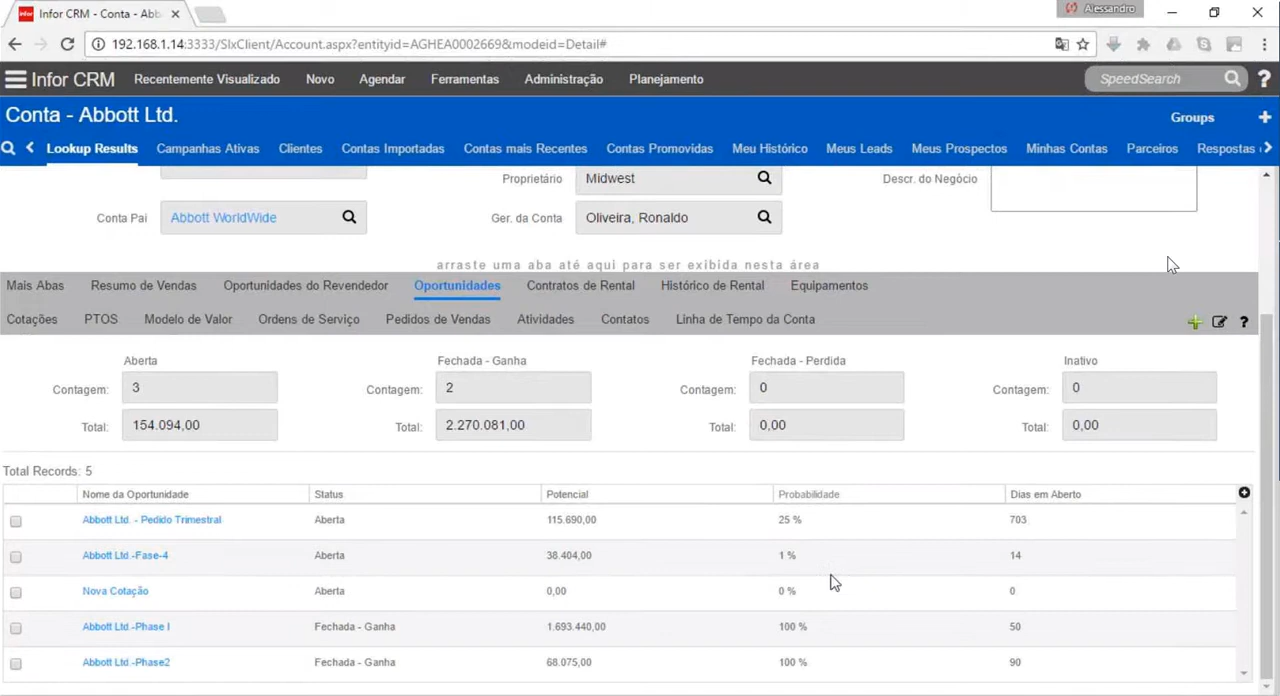 Infor CRM - Conta - Abb
Alessandro
192.168.1.14:3333/SlxClient/Account.aspx?entityid=AGHEA0002669&modeid=Detail#
Infor CRM Recentemente Visualizado Novo Agendar Ferramentas Administração Planejamento SpeedSearch ?
Conta - Abbott Ltd. Groups +
Lookup Results Campanhas Ativas Clientes Contas Importadas Contas mais Recentes Contas Promovidas Meu Histórico Meus Leads Meus Prospectos Minhas Contas Parceiros Respostas
Proprietário Midwest Descr. do Negócio
Conta Pai Abbott WorldWide Ger. da Conta Oliveira, Ronaldo
arraste uma aba até aqui para ser exibida nesta área
Mais Abas Resumo de Vendas Oportunidades do Revendedor Oportunidades Contratos de Rental Histórico de Rental Equipamentos
Cotações PTOS Modelo de Valor Ordens de Serviço Pedidos de Vendas Atividades Contatos Linha de Tempo da Conta ?
Aberta Fechada - Ganha Fechada - Perdida Inativo
Contagem: 3 Contagem: 2 Contagem: 0 Contagem: 0
Total: 154.094,00 Total: 2.270.081,00 Total: 0,00 Total: 0,00
Total Records: 5
Nome da Oportunidade Status Potencial Probabilidade Dias em Aberto
Abbott Ltd. - Pedido Trimestral Aberta 115.690,00 25 % 703
Abbott Ltd.-Fase-4 Aberta 38.404,00 1 % 14
Nova Cotação Aberta 0,00 0 % 0
Abbott Ltd.-Phase I Fechada - Ganha 1.693.440,00 100 % 50
Abbott Ltd.-Phase2 Fechada - Ganha 68.075,00 100 % 90